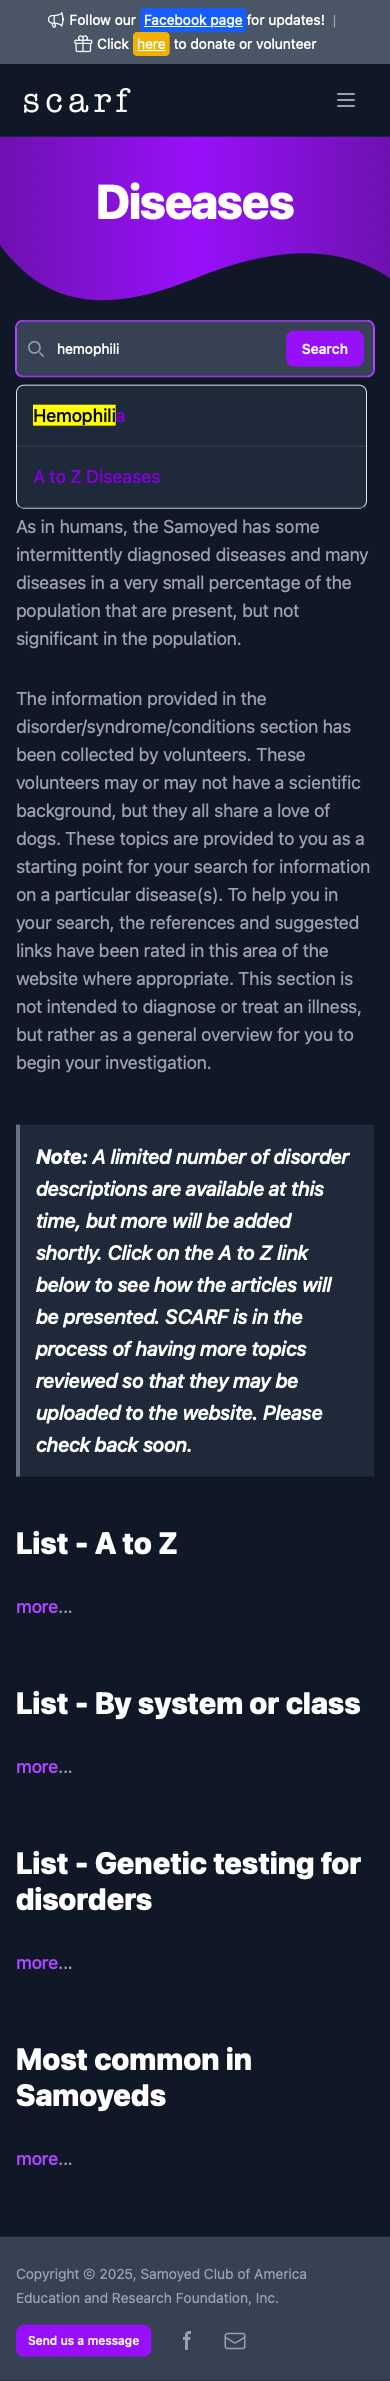 Follow our Facebook page for updates! |
Click here to donate or volunteer
scarf
Diseases
hemophili
Search
Hemophilia
A to Z Diseases
As in humans, the Samoyed has some
intermittently diagnosed diseases and many
diseases in a very small percentage of the
population that are present, but not
significant in the population.
The information provided in the
disorder/syndrome/conditions section has
been collected by volunteers. These
volunteers may or may not have a scientific
background, but they all share a love of
dogs. These topics are provided to you as a
starting point for your search for information
on a particular disease(s). To help you in
your search, the references and suggested
links have been rated in this area of the
website where appropriate. This section is
not intended to diagnose or treat an illness,
but rather as a general overview for you to
begin your investigation.
Note: A limited number of disorder
descriptions are available at this
time, but more will be added
shortly. Click on the A to Z link
below to see how the articles will
be presented. SCARF is in the
process of having more topics
reviewed so that they may be
uploaded to the website. Please
check back soon.
List - A to Z
more...
List - By system or class
more...
List - Genetic testing for
disorders
more...
Most common in
Samoyeds
more...
Copyright © 2025, Samoyed Club of America
Education and Research Foundation, Inc.
Send us a message